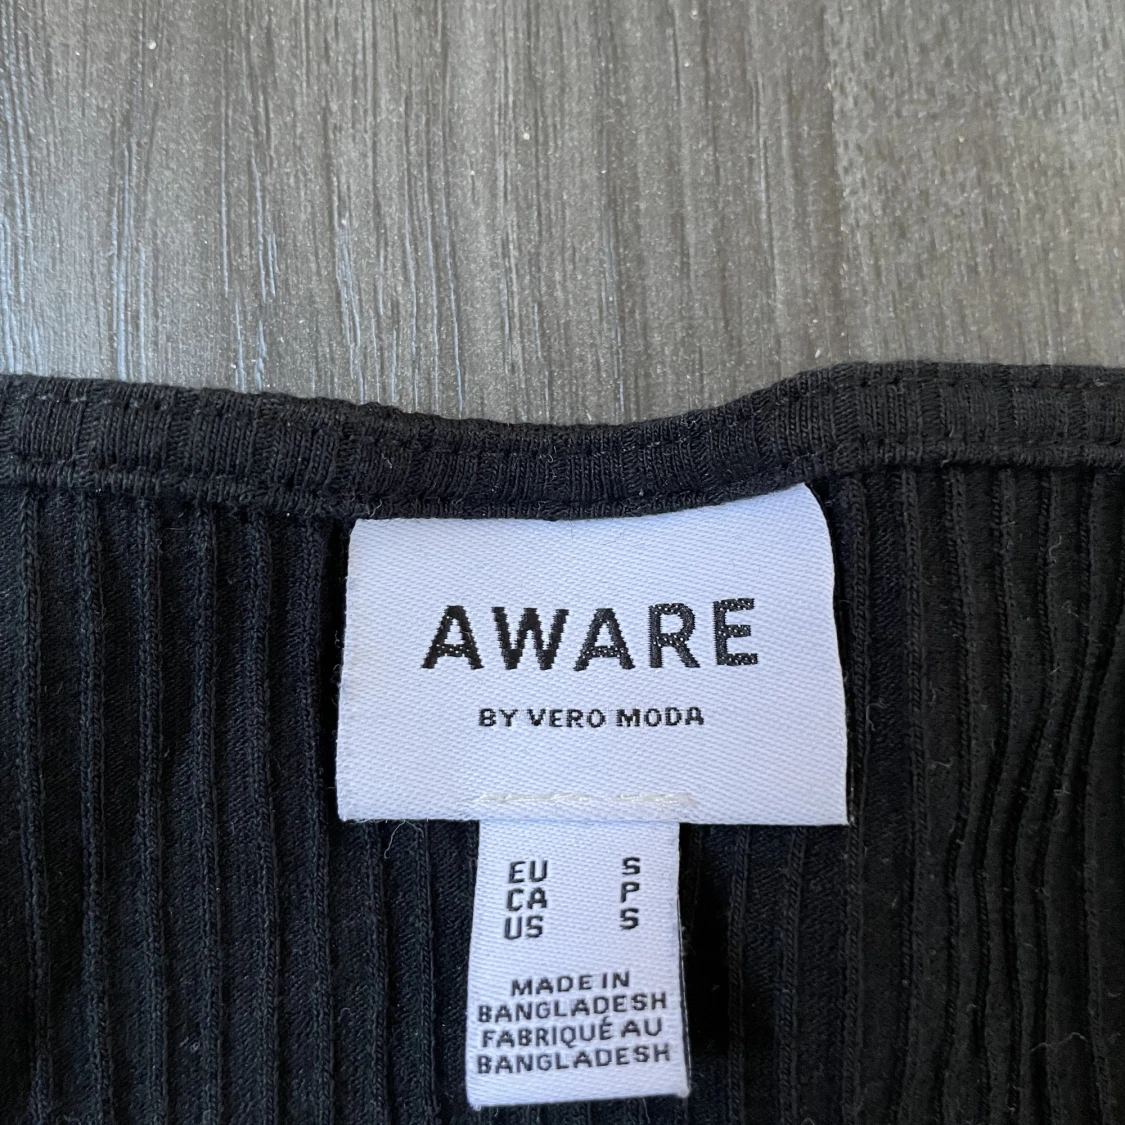 AWARE
BY VERO MODA
EU S
CA P
US S
MADE IN
BANGLADESH
FABRIQUÉ AU
BANGLADESH